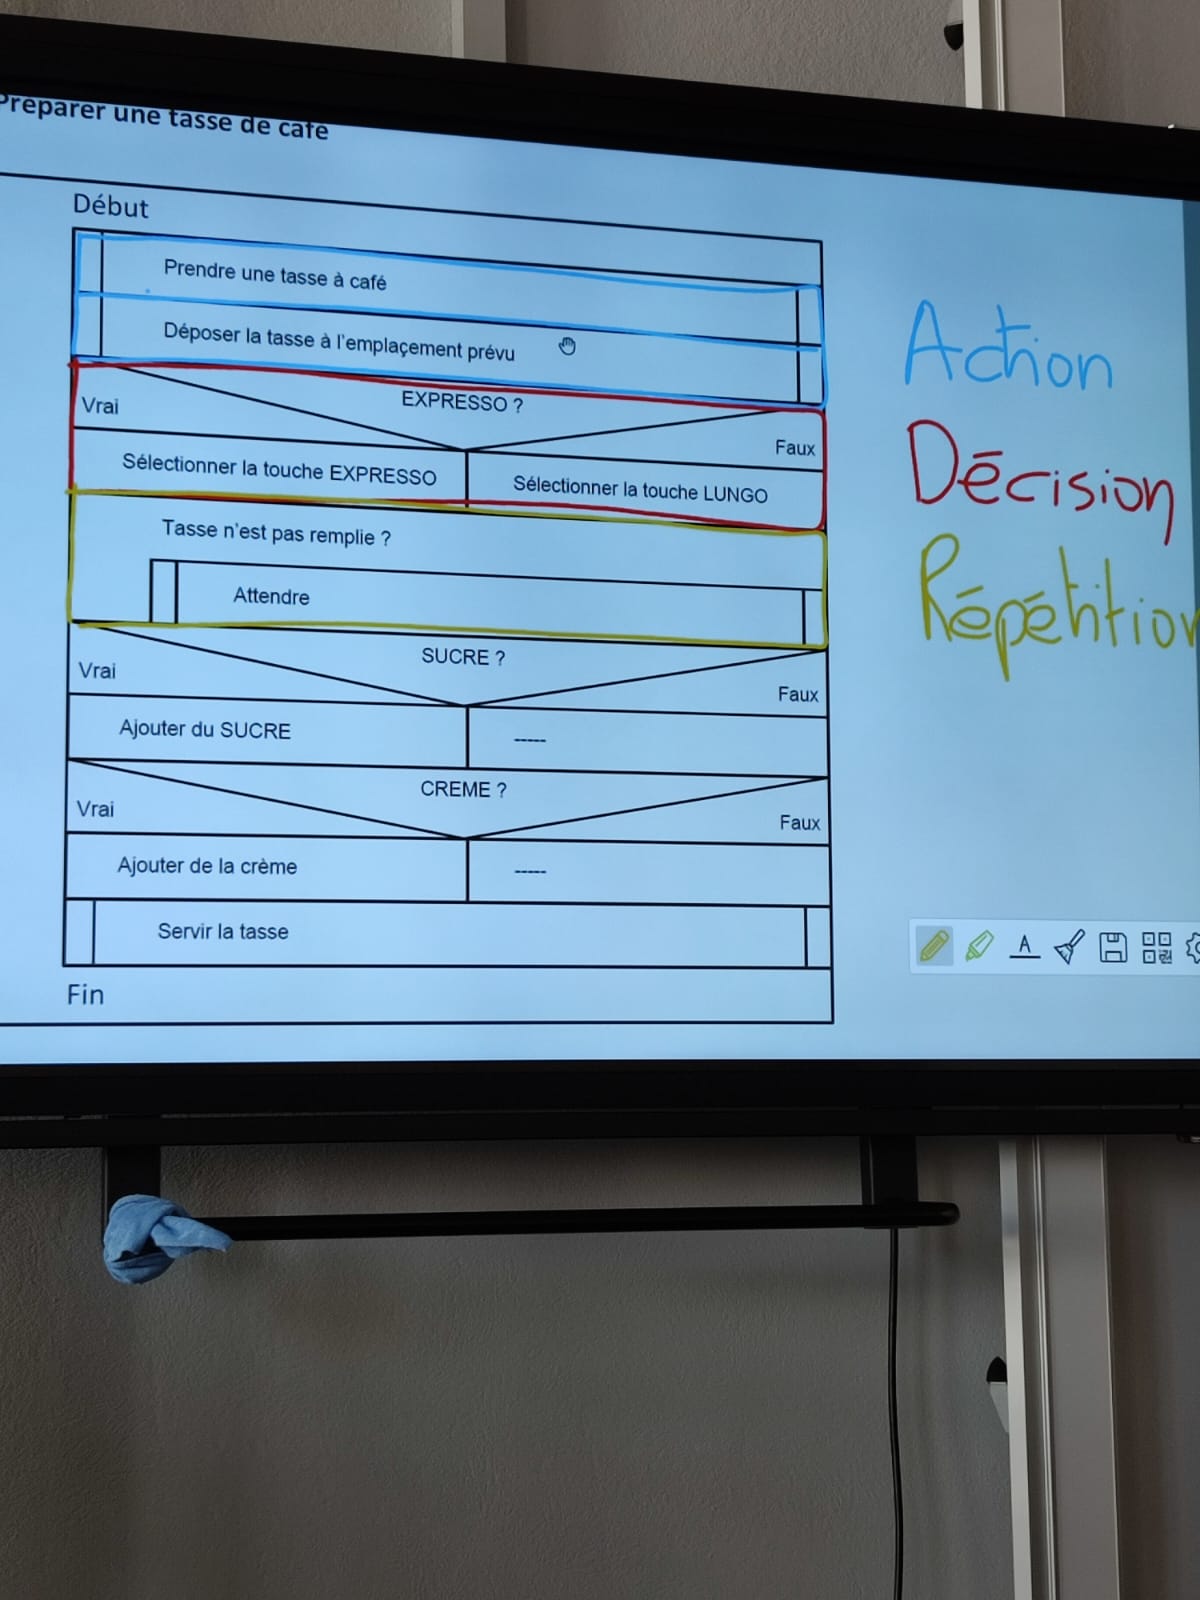 Préparer une tasse de café
Début
Prendre une tasse à café
Déposer la tasse à l'emplaçement prévu
EXPRESSO ?
Vrai
Faux
Sélectionner la touche EXPRESSO
Sélectionner la touche LUNGO
Tasse n'est pas remplie ?
Attendre
SUCRE ?
Vrai
Faux
Ajouter du SUCRE
-----
CREME ?
Vrai
Faux
Ajouter de la crème
-----
Servir la tasse
Fin
Action
Décision
Répétition
A